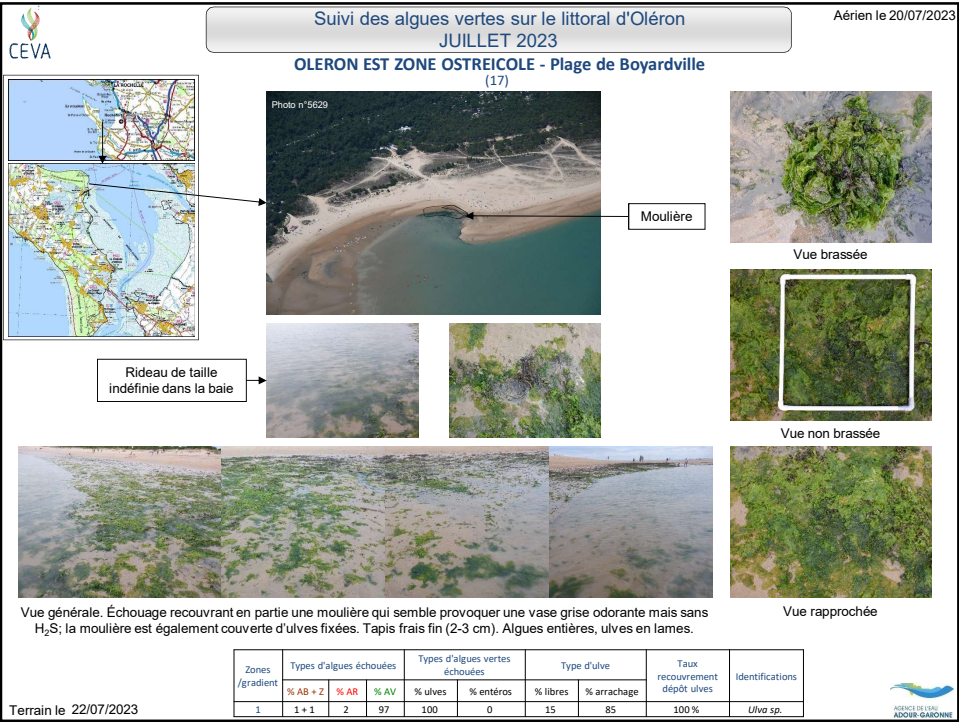 CEVA
Suivi des algues vertes sur le littoral d'Oléron
JUILLET 2023
Aérien le 20/07/2023
OLERON EST ZONE OSTREICOLE - Plage de Boyardville
(17)
LA ROCHELLE
Photo n°5629
Moulière
Vue brassée
Rideau de taille
indéfinie dans la baie
Vue non brassée
Vue rapprochée
Vue générale. Échouage recouvrant en partie une moulière qui semble provoquer une vase grise odorante mais sans
H₂S; la moulière est également couverte d'ulves fixées. Tapis frais fin (2-3 cm). Algues entières, ulves en lames.
Zones /gradient Types d'algues échouées Types d'algues vertes échouées Type d'ulve Taux recouvrement dépôt ulves Identifications
% AB + Z % AR % AV % ulves % entéros % libres % arrachage
1 1 + 1 2 97 100 0 15 85 100 % Ulva sp.
Terrain le 22/07/2023
AGENCE DE L'EAU
ADOUR-GARONNE